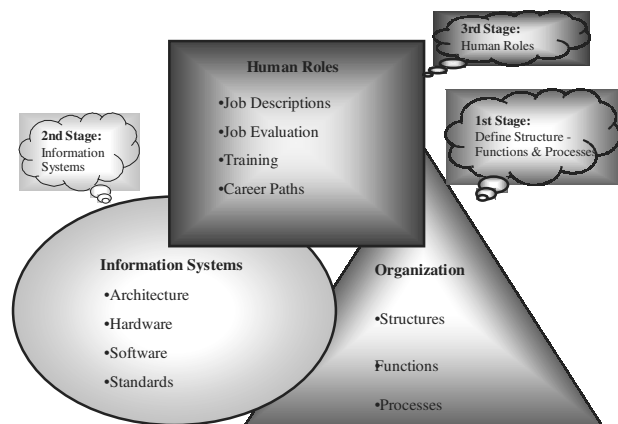 3rd Stage:
Human Roles
Human Roles
•Job Descriptions
•Job Evaluation
•Training
•Career Paths
1st Stage:
Define Structure -
Functions & Processes
2nd Stage:
Information
Systems
Information Systems
•Architecture
•Hardware
•Software
•Standards
Organization
•Structures
•Functions
•Processes